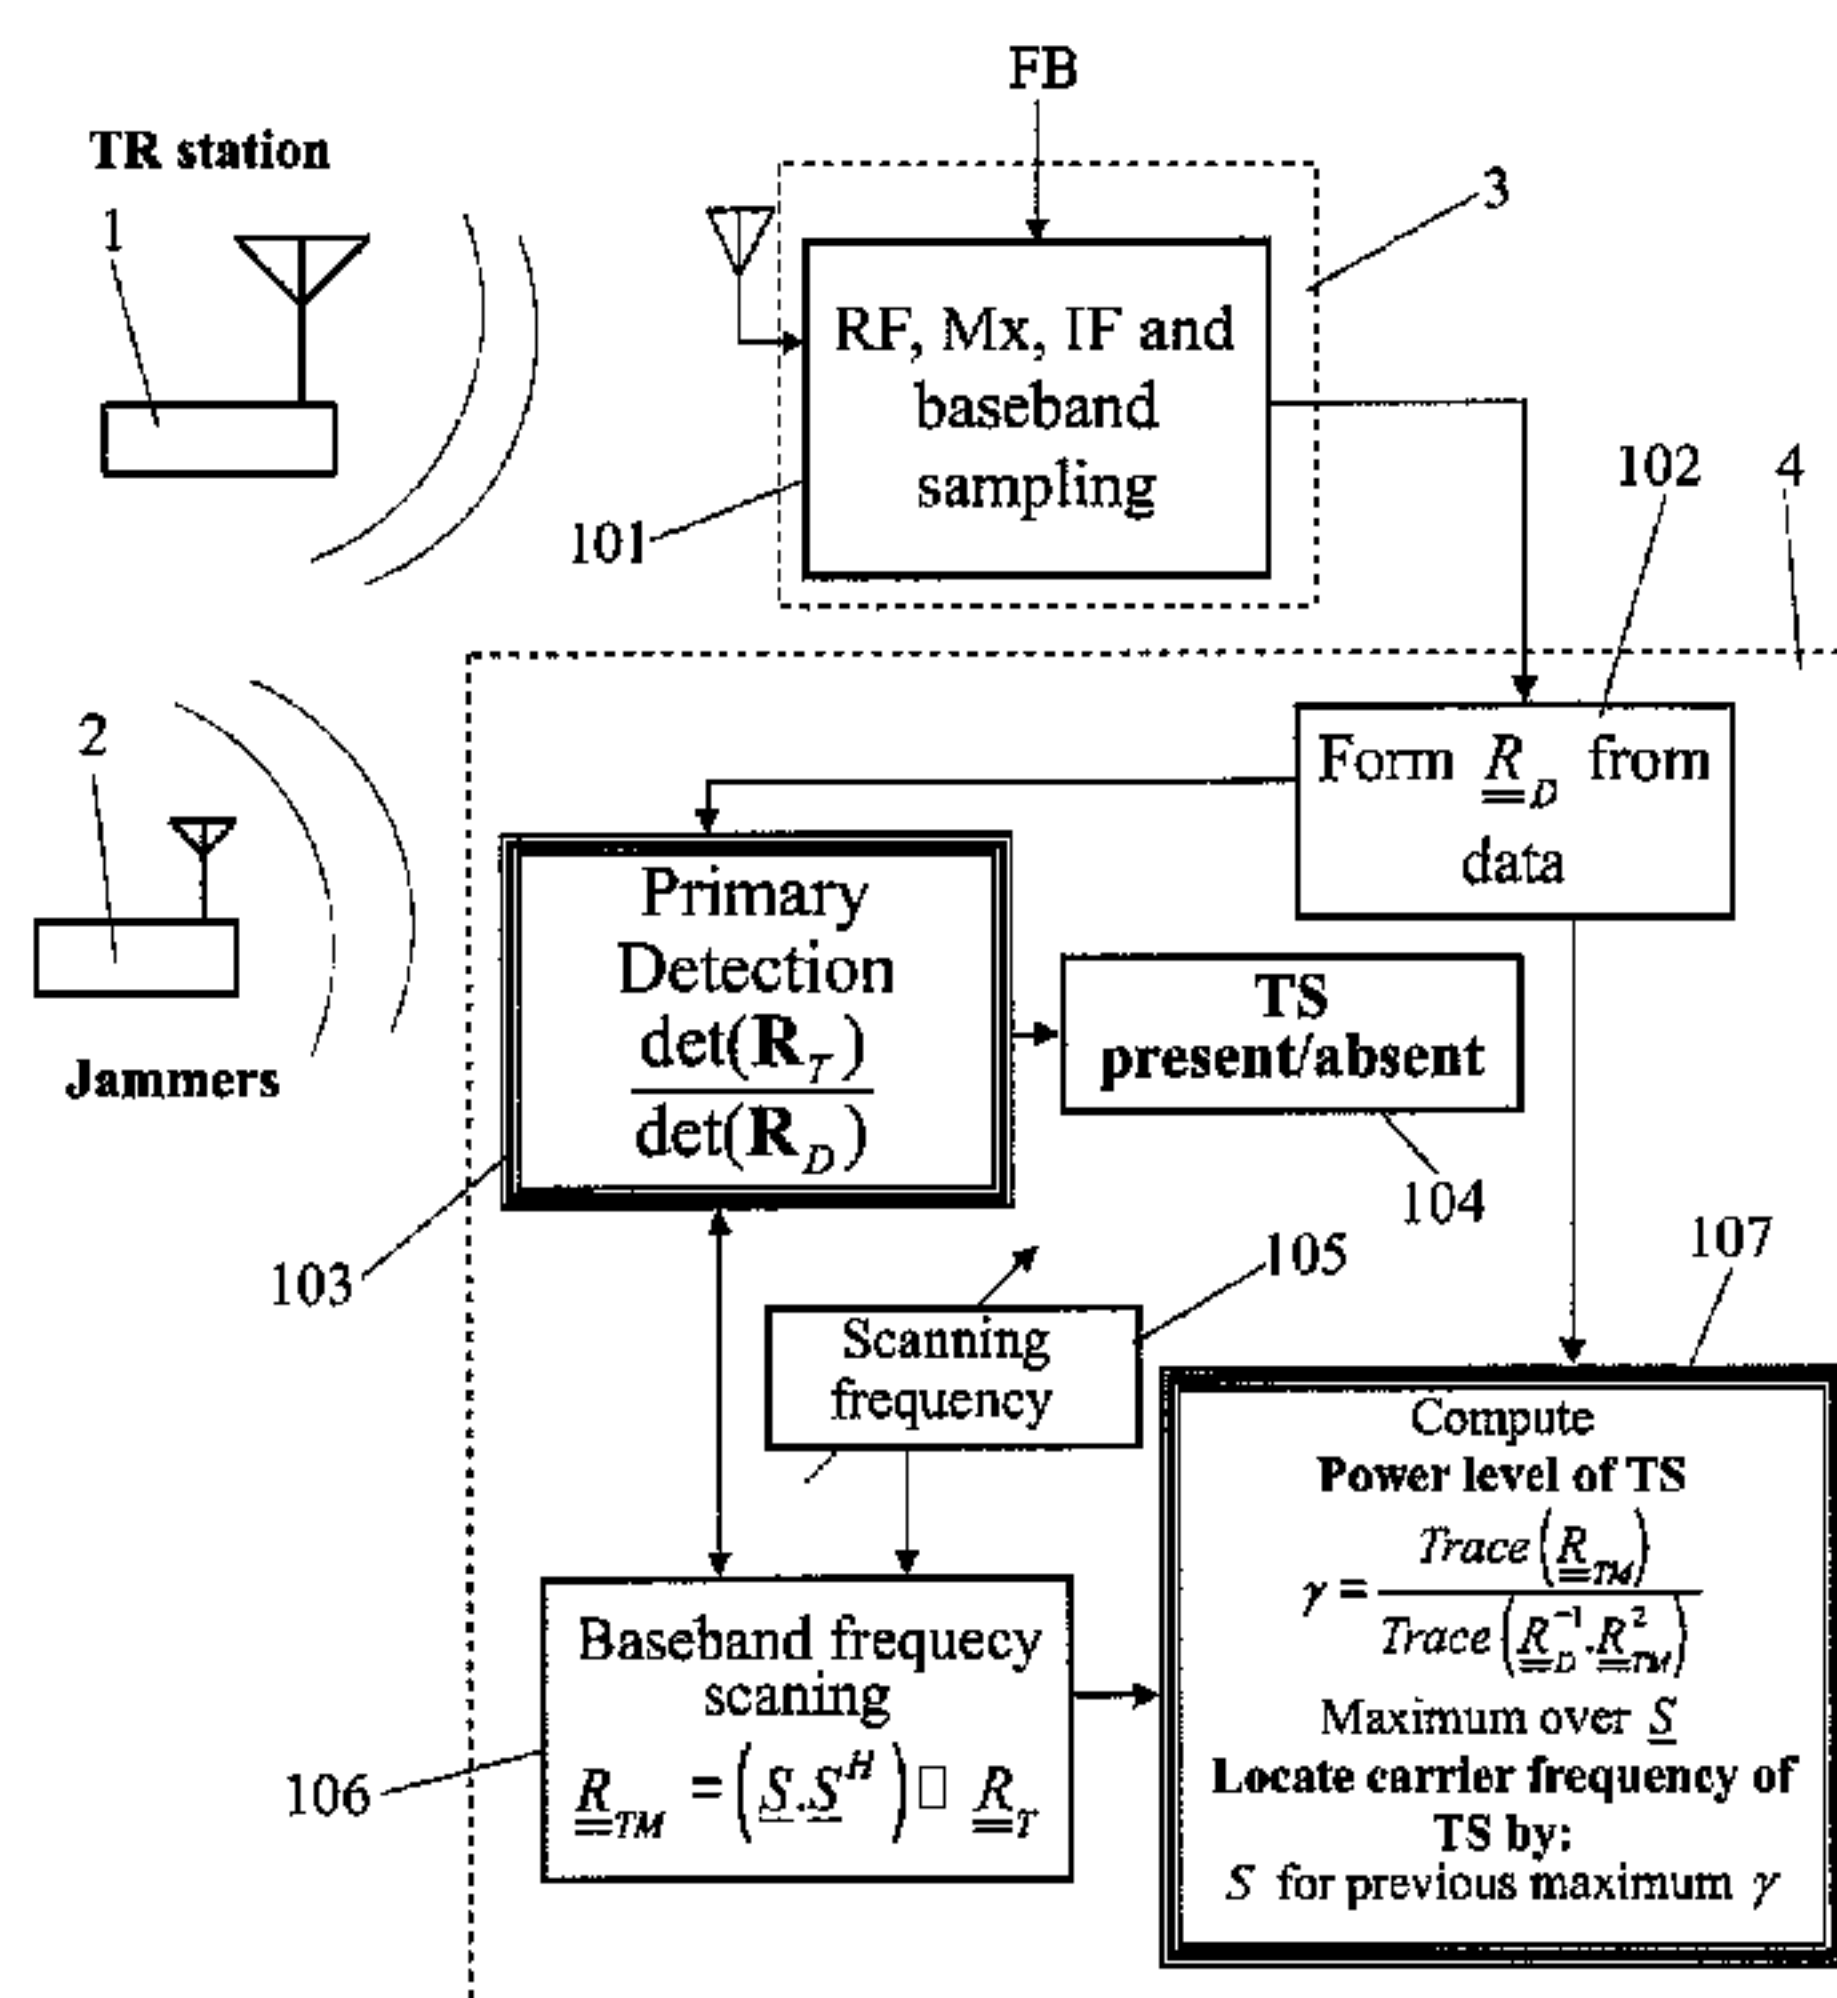 FB
TR station
1
3
RF, Mx, IF and
baseband
sampling
101
102
4
2
Form R_D from
data
Primary
Detection
det(R_T)
det(R_D)
TS
present/absent
Jammers
103
104
105
107
Scanning
frequency
Compute
Power level of TS
γ = Trace(R_TM) / Trace(R_D^-1.R_TM^2)
Maximum over S
Locate carrier frequency of
TS by:
S for previous maximum γ
Baseband frequecy
scaning
R_TM = (S.S^H) □ R_T
106